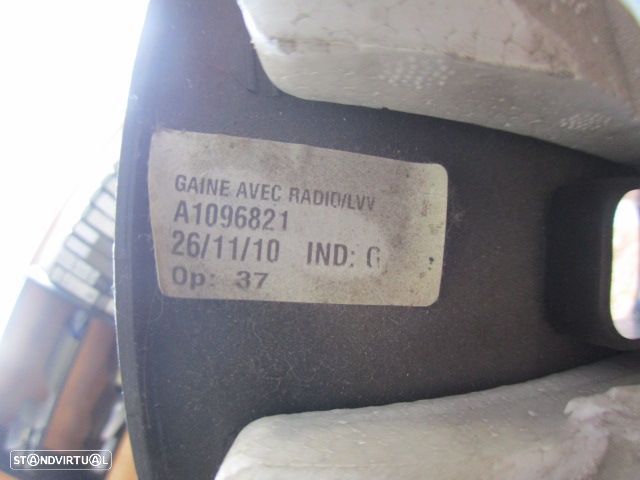 GAINE AVEC RADIO/LVV
A1096821
26/11/10 IND: G
Op: 37
STANDVIRTUAL